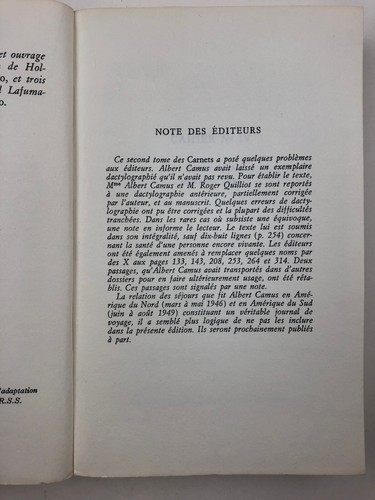 et ouvrage
de Hol-
o, et trois
l Lafuma-
o.
'adaptation
R.S.S.
NOTE DES ÉDITEURS
Ce second tome des Carnets a posé quelques problèmes
aux éditeurs. Albert Camus avait laissé un exemplaire
dactylographié qu'il n'avait pas revu. Pour établir le texte,
Mme Albert Camus et M. Roger Quilliot se sont reportés
à une dactylographie antérieure, partiellement corrigée
par l'auteur, et au manuscrit. Quelques erreurs de dacty-
lographie ont pu être corrigées et la plupart des difficultés
tranchées. Dans les rares cas où subsiste une équivoque,
une note en informe le lecteur. Le texte lui est soumis
dans son intégralité, sauf dix-huit lignes (p. 254) concer-
nant la santé d'une personne encore vivante. Les éditeurs
ont été également amenés à remplacer quelques noms par
des X aux pages 133, 143, 208, 253, 264 et 314. Deux
passages, qu'Albert Camus avait transportés dans d'autres
dossiers pour en faire ultérieurement usage, ont été réta-
blis. Ces passages sont signalés par une note.
La relation des séjours que fit Albert Camus en Amé-
rique du Nord (mars à mai 1946) et en Amérique du Sud
(juin à août 1949) constituant un véritable journal de
voyage, il a semblé plus logique de ne pas les inclure
dans la présente édition. Ils seront prochainement publiés
à part.